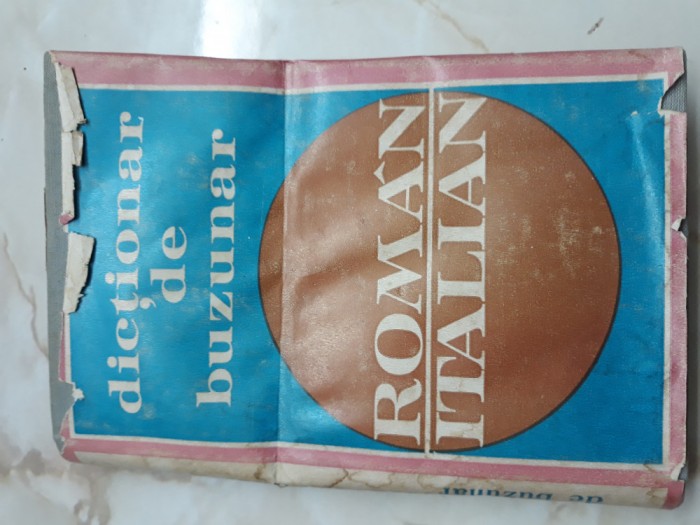 dicționar
de
buzunar
ROMÂN
ITALIAN
de buzunar